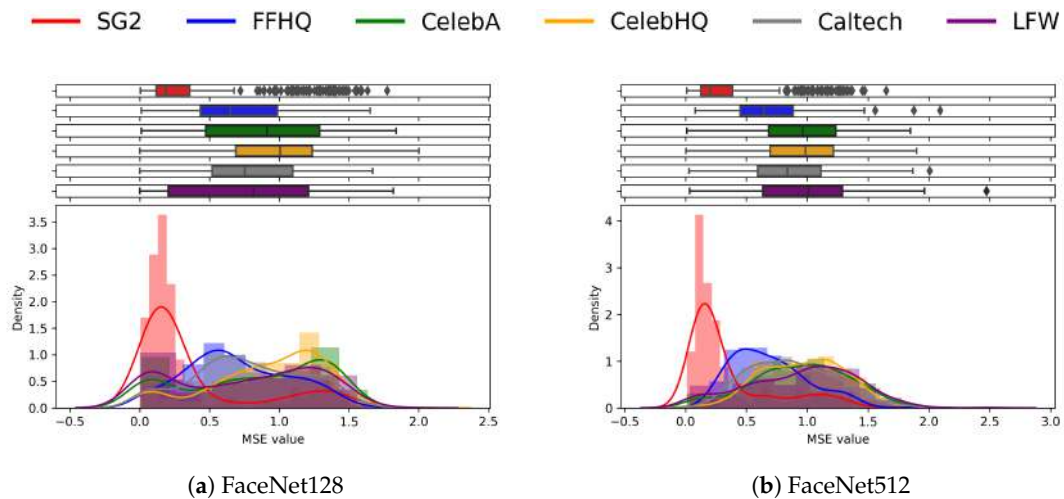 SG2 FFHQ CelebA CelebHQ Caltech LFW
3.5
3.0
2.5
2.0
1.5
1.0
0.5
0.0
Density
−0.5 0.0 0.5 1.0 1.5 2.0 2.5
MSE value
(a) FaceNet128
4
3
2
1
0
Density
−0.5 0.0 0.5 1.0 1.5 2.0 2.5 3.0
MSE value
(b) FaceNet512